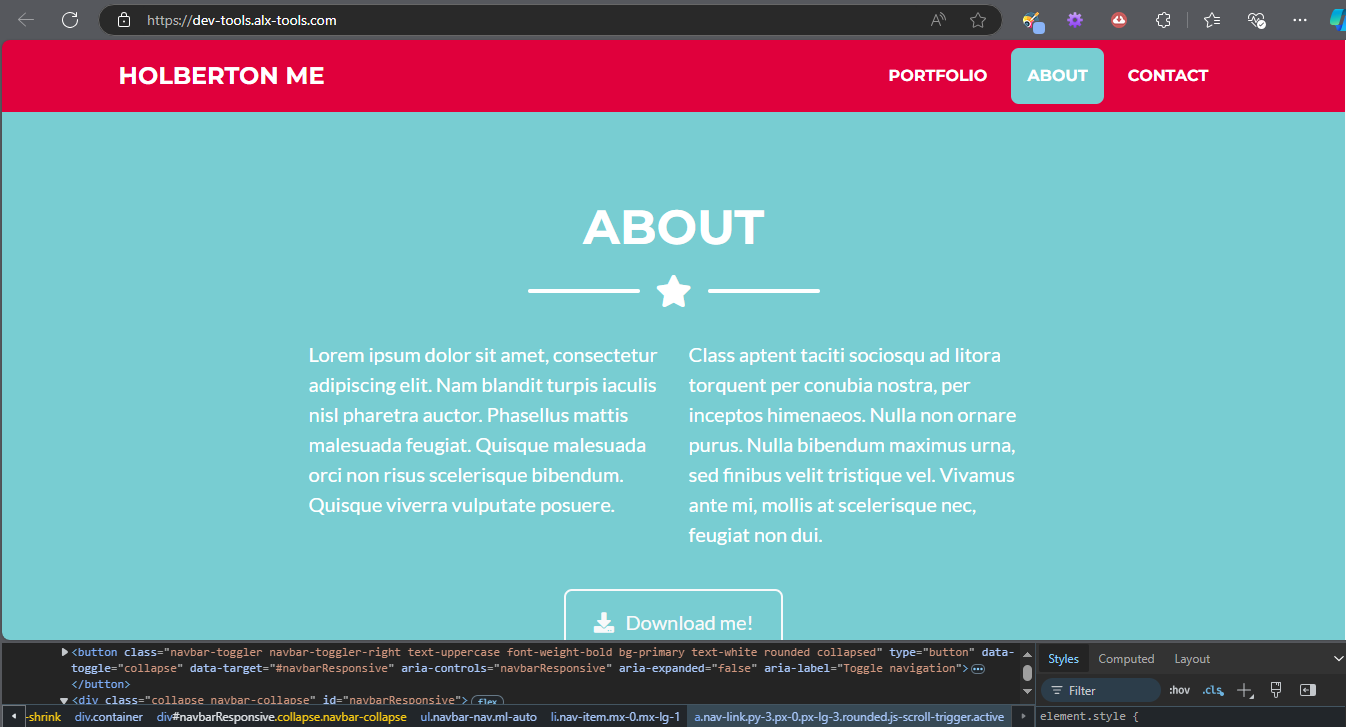 https://dev-tools.alx-tools.com
HOLBERTON ME
PORTFOLIO
ABOUT
CONTACT
ABOUT
Lorem ipsum dolor sit amet, consectetur
adipiscing elit. Nam blandit turpis iaculis
nisl pharetra auctor. Phasellus mattis
malesuada feugiat. Quisque malesuada
orci non risus scelerisque bibendum.
Quisque viverra vulputate posuere.
Class aptent taciti sociosqu ad litora
torquent per conubia nostra, per
inceptos himenaeos. Nulla non ornare
purus. Nulla bibendum maximus urna,
sed finibus velit tristique vel. Vivamus
ante mi, mollis at scelerisque nec,
feugiat non dui.
Download me!
<button class="navbar-toggler navbar-toggler-right text-uppercase font-weight-bold bg-primary text-white rounded collapsed" type="button" data-
toggle="collapse" data-target="#navbarResponsive" aria-controls="navbarResponsive" aria-expanded="false" aria-label="Toggle navigation">
</button>
<div class="collapse navbar-collapse" id="navbarResponsive"> flex
-shrink div.container div#navbarResponsive.collapse.navbar-collapse ul.navbar-nav.ml-auto li.nav-item.mx-0.mx-lg-1 a.nav-link.py-3.px-0.px-lg-3.rounded.js-scroll-trigger.active
Styles Computed Layout
Filter :hov .cls
element.style {